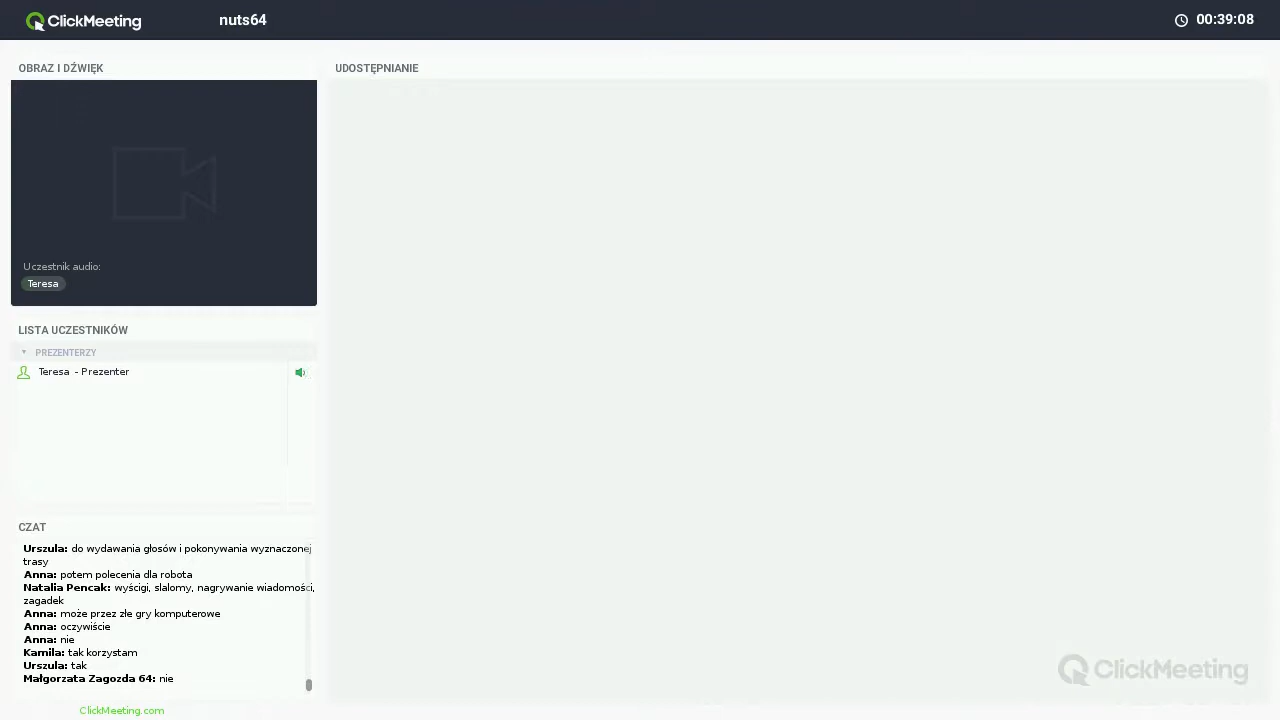 ClickMeeting
nuts64
00:39:08
OBRAZ I DŹWIĘK
UDOSTĘPNIANIE
Uczestnik audio:
Teresa
LISTA UCZESTNIKÓW
PREZENTERZY
Teresa - Prezenter
CZAT
Urszula: do wydawania głosów i pokonywania wyznaczonej
trasy
Anna: potem polecenia dla robota
Natalia Pencak: wyścigi, slalomy, nagrywanie wiadomości,
zagadek
Anna: może przez złe gry komputerowe
Anna: oczywiście
Anna: nie
Kamila: tak korzystam
Urszula: tak
Małgorzata Zagozda 64: nie
ClickMeeting
ClickMeeting.com